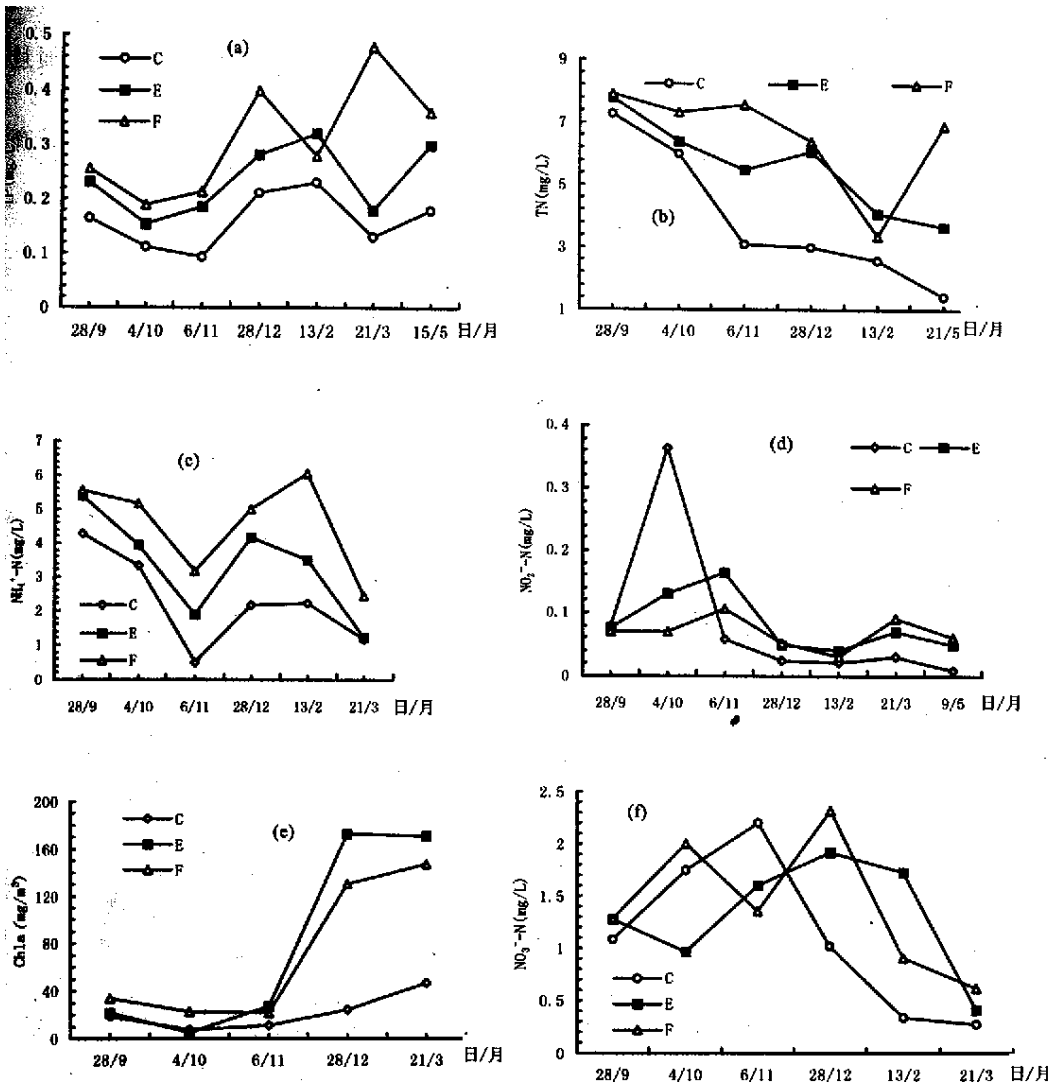 (a)
C
E
F
0.5
0.4
0.3
0.2
0.1
0
28/9 4/10 6/11 28/12 13/2 21/3 15/5 日/月
(b)
C E F
TN(mg/L)
9
7
5
3
1
28/9 4/10 6/11 28/12 13/2 21/5 日/月
(c)
C
E
F
NH₄⁺-N(mg/L)
7
6
5
4
3
2
1
0
28/9 4/10 6/11 28/12 13/2 21/3 日/月
(d)
C E
F
NO₂⁻-N(mg/L)
0.4
0.3
0.2
0.1
0
28/9 4/10 6/11 28/12 13/2 21/3 9/5 日/月
(e)
C
E
F
Chla(mg/m³)
200
160
120
80
40
0
28/9 4/10 6/11 28/12 21/3 日/月
(f)
C
E
F
NO₃⁻-N(mg/L)
2.5
2
1.5
1
0.5
0
28/9 4/10 6/11 28/12 13/2 21/3 日/月